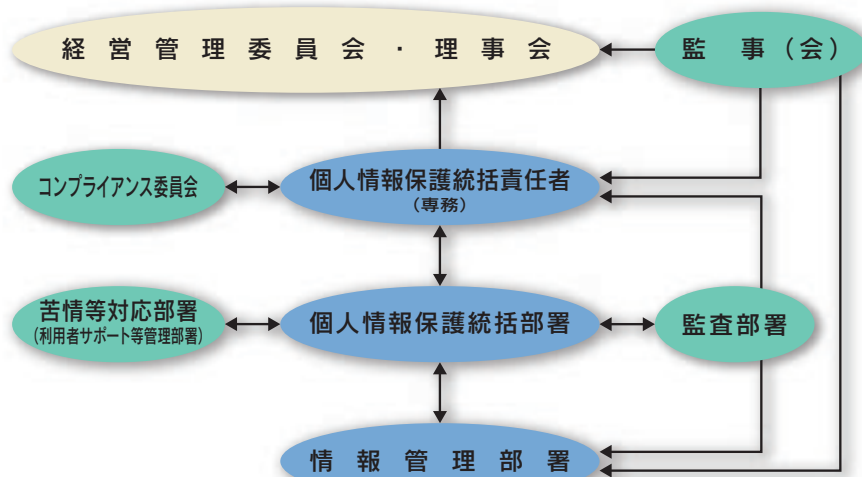 経営管理委員会・理事会
監事（会）
コンプライアンス委員会
個人情報保護統括責任者
（専務）
苦情等対応部署
（利用者サポート等管理部署）
個人情報保護統括部署
監査部署
情報管理部署